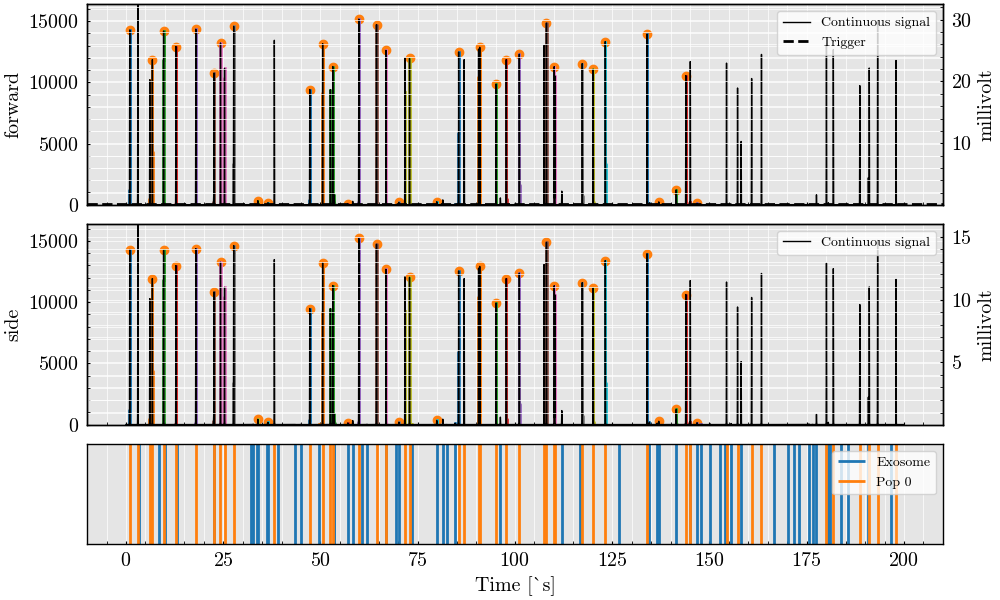 15000
10000
5000
0
forward
30
20
10
millivolt
Continuous signal
Trigger
15000
10000
5000
0
side
15
10
5
millivolt
Continuous signal
Exosome
Pop 0
0 25 50 75 100 125 150 175 200
Time [`s]